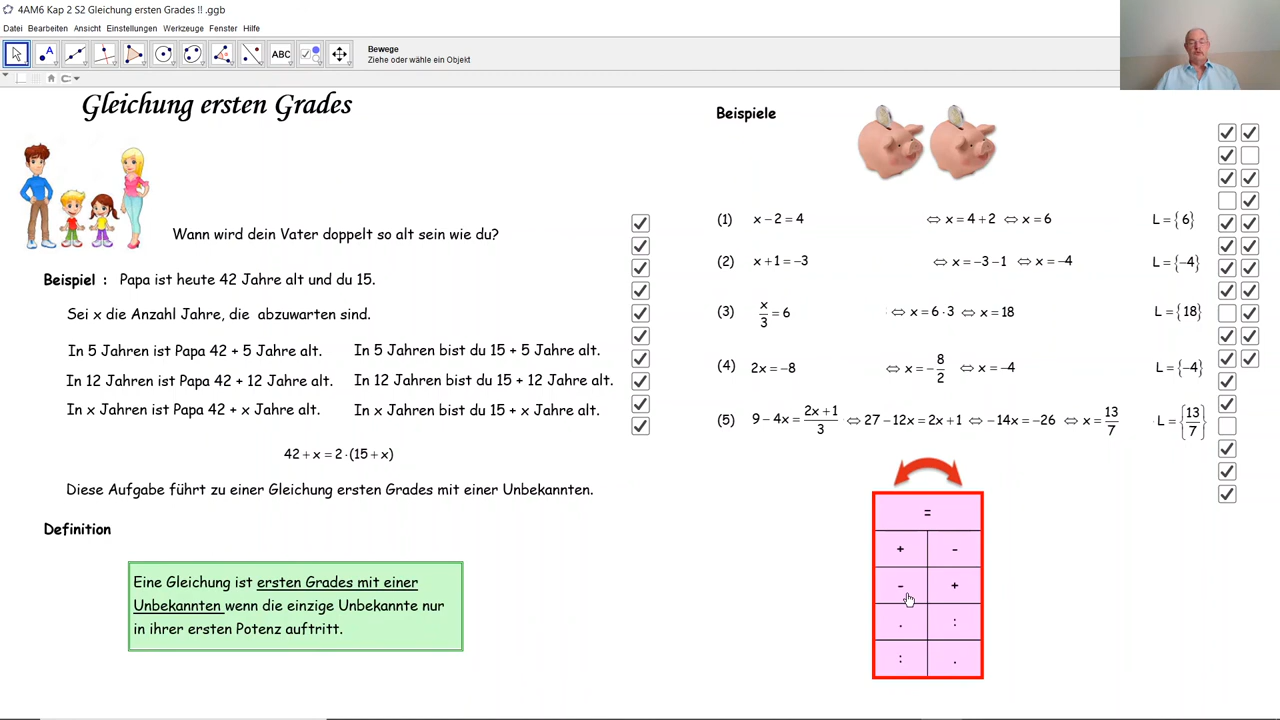 4AM6 Kap 2 S2 Gleichung ersten Grades !! .ggb
Datei Bearbeiten Ansicht Einstellungen Werkzeuge Fenster Hilfe
ABC
Bewege
Ziehe oder wähle ein Objekt
Gleichung ersten Grades
Wann wird dein Vater doppelt so alt sein wie du?
Beispiel : Papa ist heute 42 Jahre alt und du 15.
Sei x die Anzahl Jahre, die abzuwarten sind.
In 5 Jahren ist Papa 42 + 5 Jahre alt. In 5 Jahren bist du 15 + 5 Jahre alt.
In 12 Jahren ist Papa 42 + 12 Jahre alt. In 12 Jahren bist du 15 + 12 Jahre alt.
In x Jahren ist Papa 42 + x Jahre alt. In x Jahren bist du 15 + x Jahre alt.
42 + x = 2 · (15 + x)
Diese Aufgabe führt zu einer Gleichung ersten Grades mit einer Unbekannten.
Definition
Eine Gleichung ist ersten Grades mit einer
Unbekannten wenn die einzige Unbekannte nur
in ihrer ersten Potenz auftritt.
Beispiele
(1) x − 2 = 4 ⇔ x = 4 + 2 ⇔ x = 6 L = {6}
(2) x + 1 = −3 ⇔ x = −3 − 1 ⇔ x = −4 L = {−4}
(3) x/3 = 6 ⇔ x = 6 · 3 ⇔ x = 18 L = {18}
(4) 2x = −8 ⇔ x = −8/2 ⇔ x = −4 L = {−4}
(5) 9 − 4x = (2x + 1)/3 ⇔ 27 − 12x = 2x + 1 ⇔ −14x = −26 ⇔ x = 13/7 L = {13/7}
=
+ -
- +
. :
: .